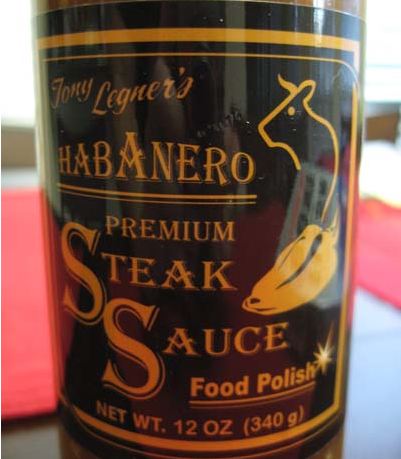 Tony Legner's
HABANERO
PREMIUM
STEAK
SAUCE
Food Polish
NET WT. 12 OZ (340 g)